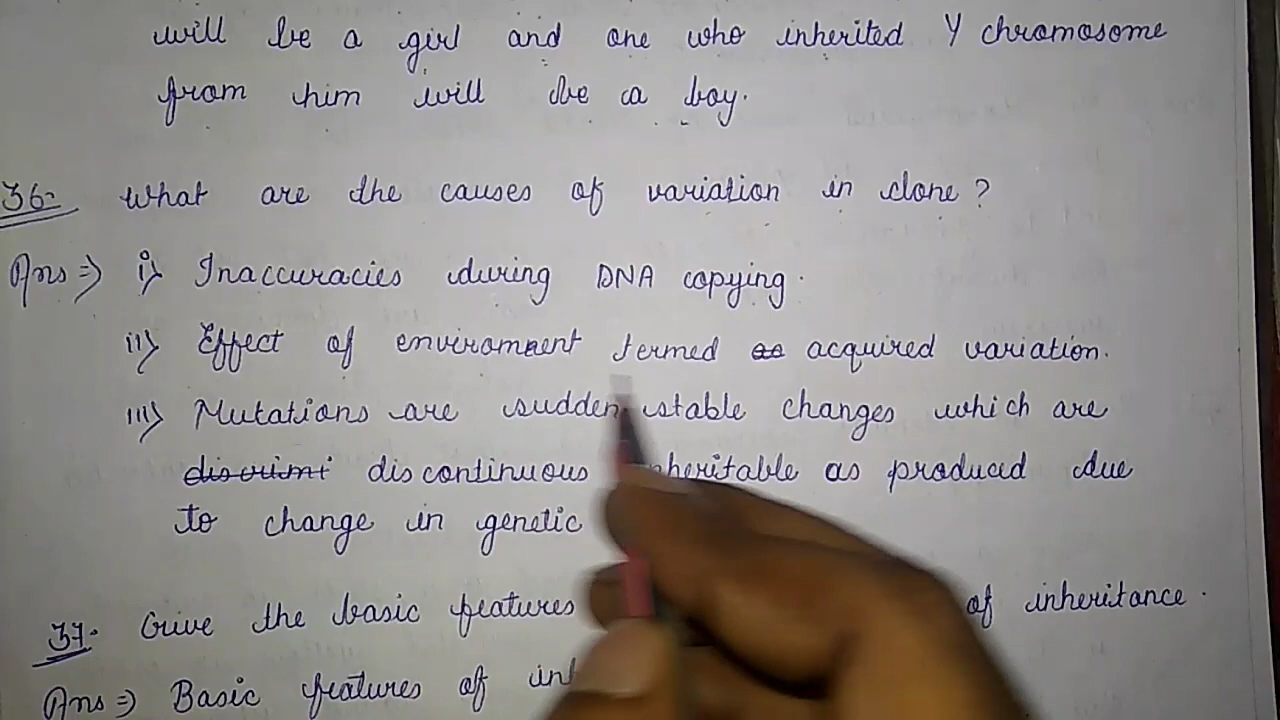 will be a girl and one who inherited Y chromosome
from him will be a boy.
36:- What are the causes of variation in clone?
Ans⇒ i) Inaccuracies during DNA copying.
ii) Effect of enviroment termed as acquired variation.
iii) Mutations are sudden stable changes which are
discrimi discontinuous inheritable as produced due
to change in genetic
37. Give the basic features of inheritance.
Ans⇒ Basic features of